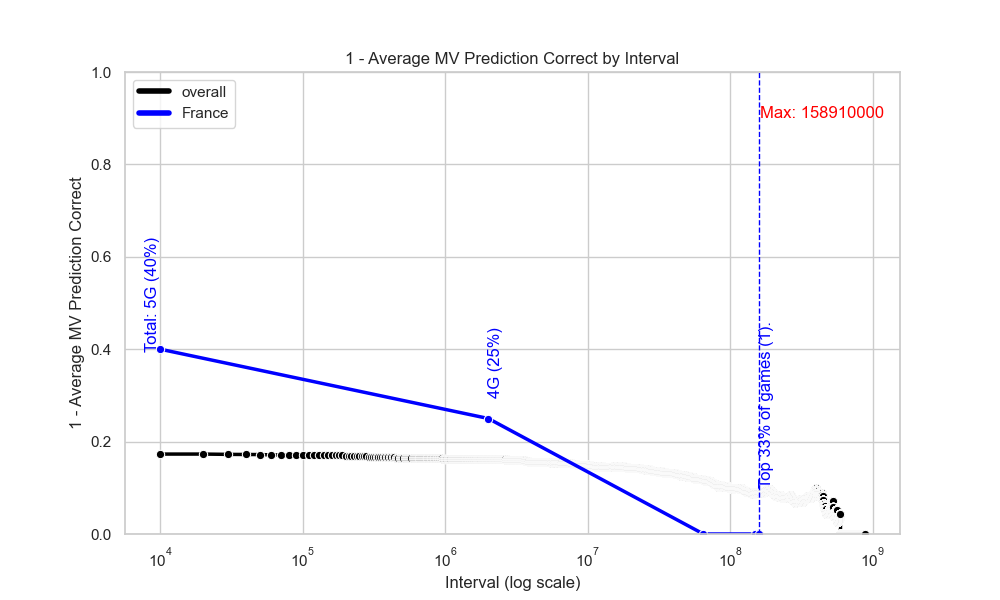 1 - Average MV Prediction Correct by Interval
overall
France
Max: 158910000
1 - Average MV Prediction Correct
1.0
0.8
0.6
0.4
0.2
0.0
Total: 5G (40%)
4G (25%)
Top 33% of games (1).
10^4
10^5
10^6
10^7
10^8
10^9
Interval (log scale)